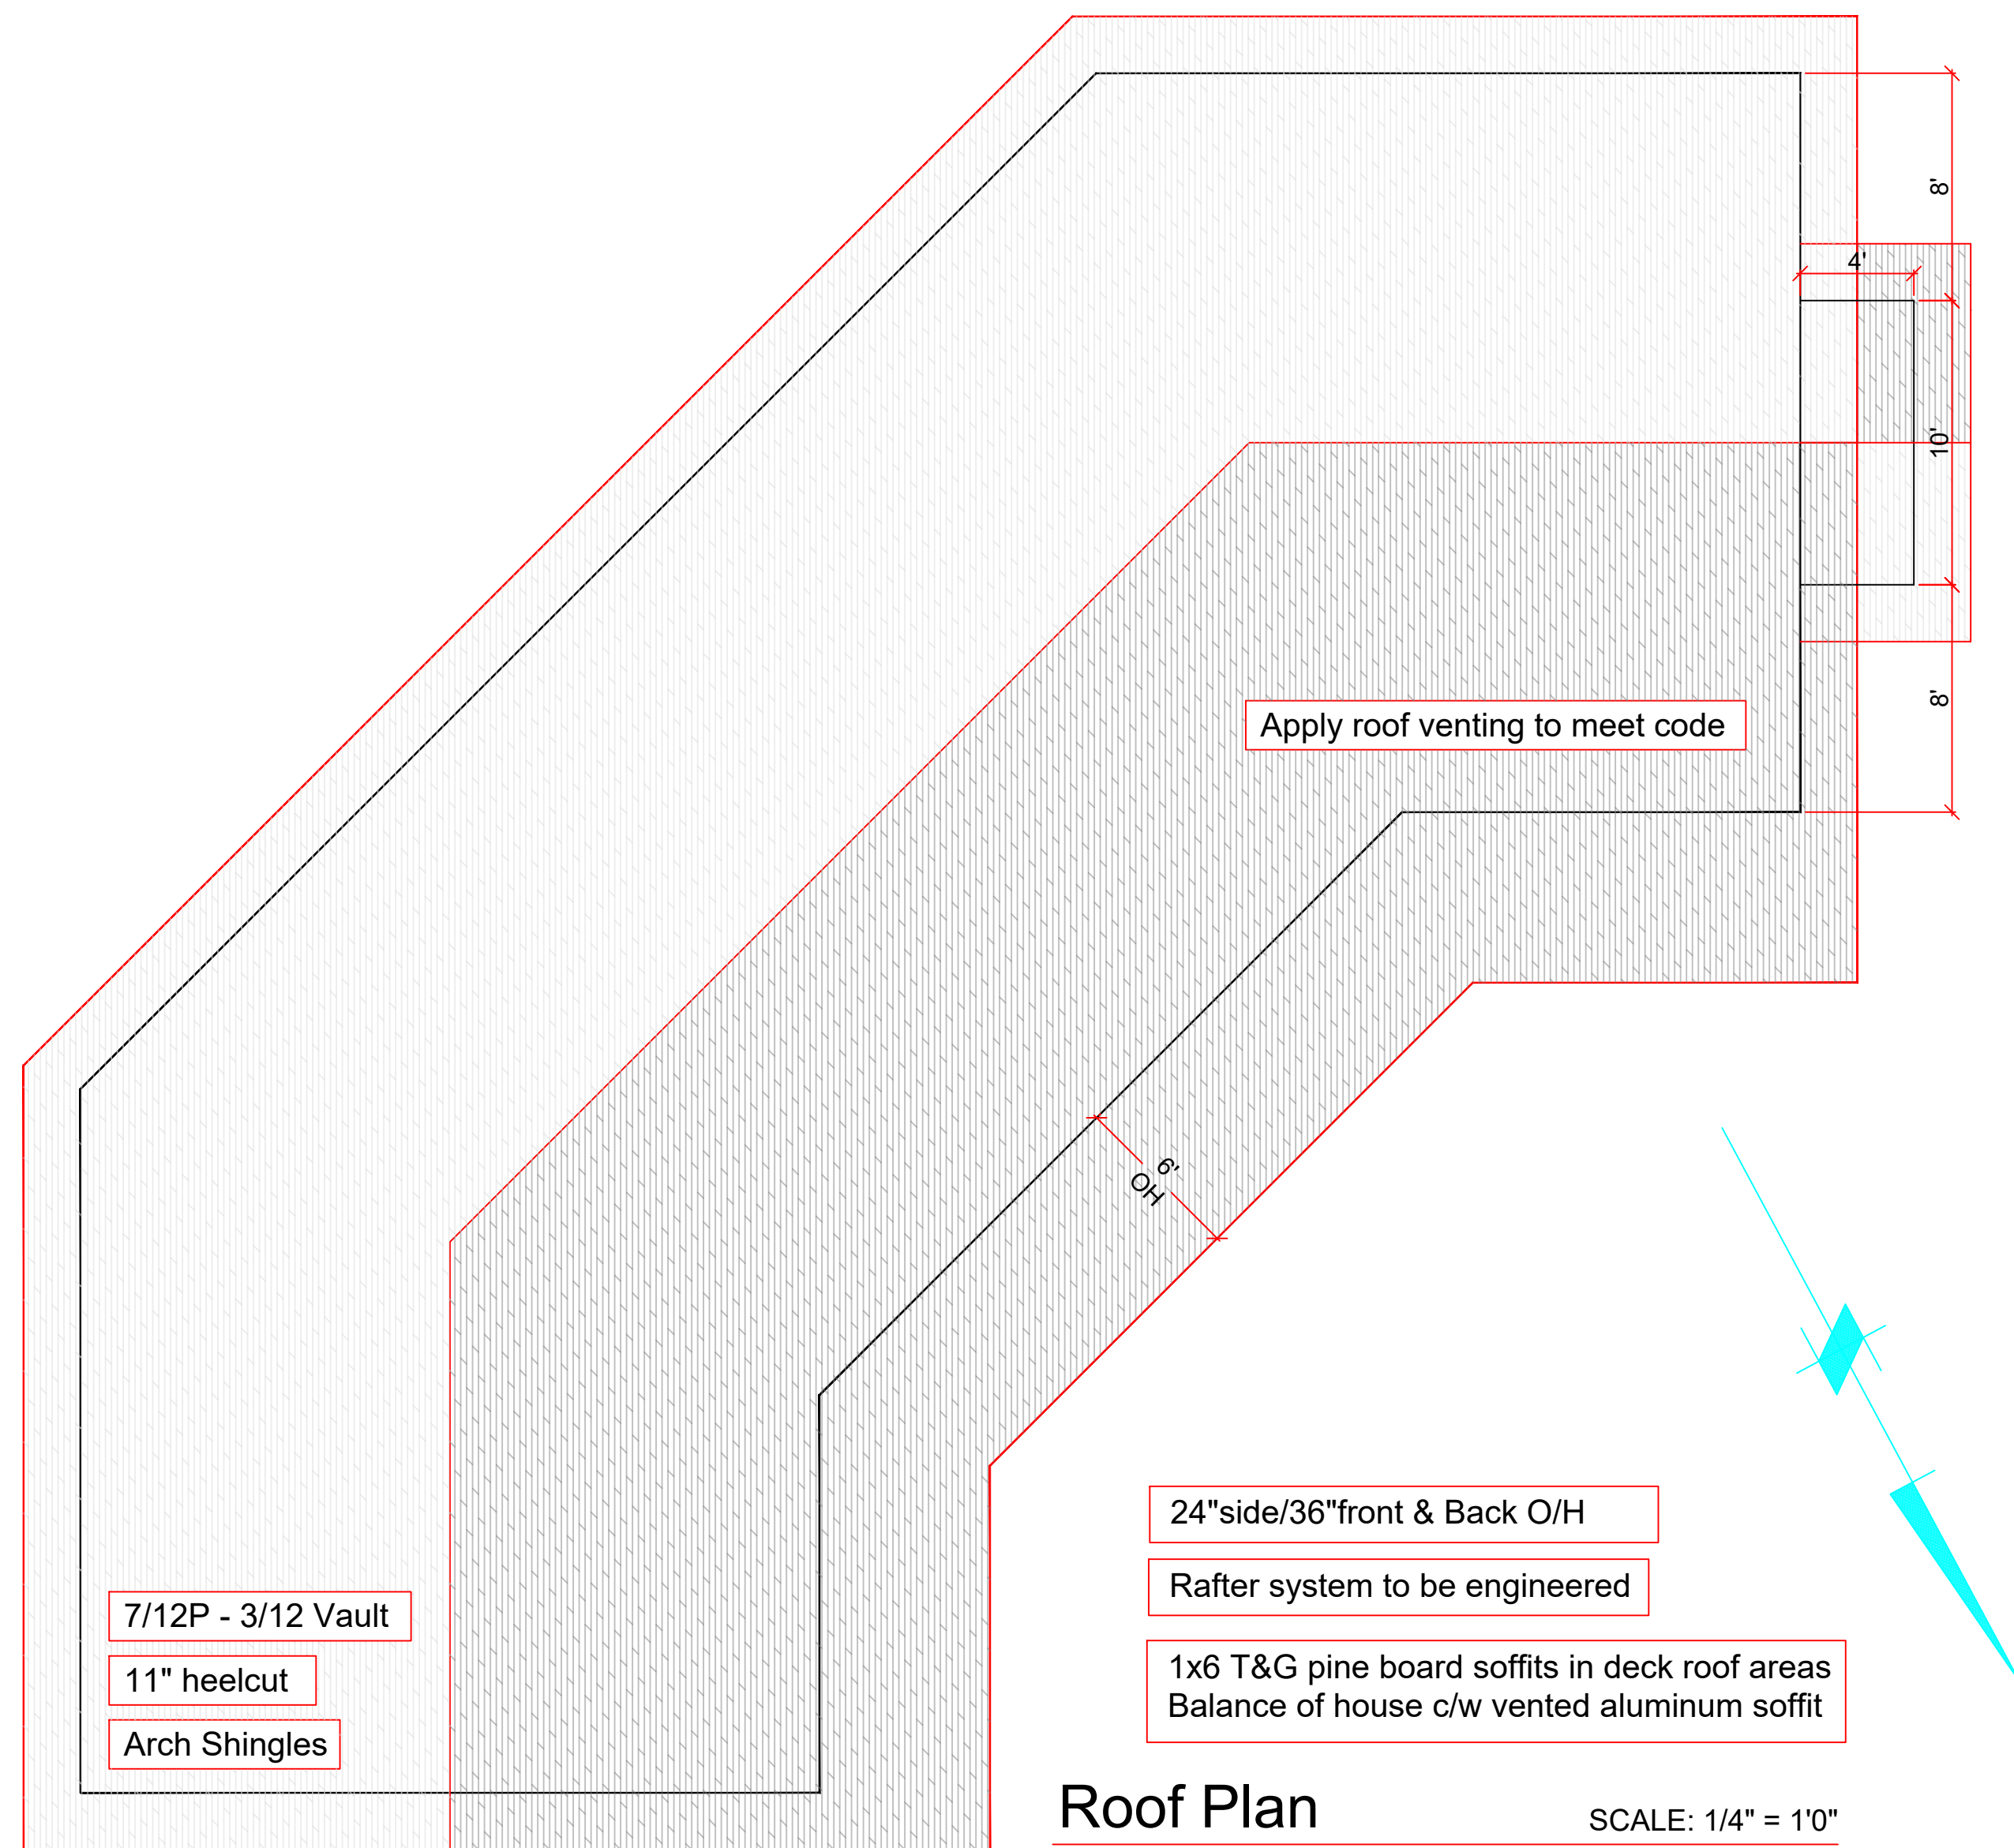 8'
4'
10'
Apply roof venting to meet code
8'
6'
OH
24"side/36"front & Back O/H
Rafter system to be engineered
7/12P - 3/12 Vault
11" heelcut
Arch Shingles
1x6 T&G pine board soffits in deck roof areas
Balance of house c/w vented aluminum soffit
Roof Plan
SCALE: 1/4" = 1'0"